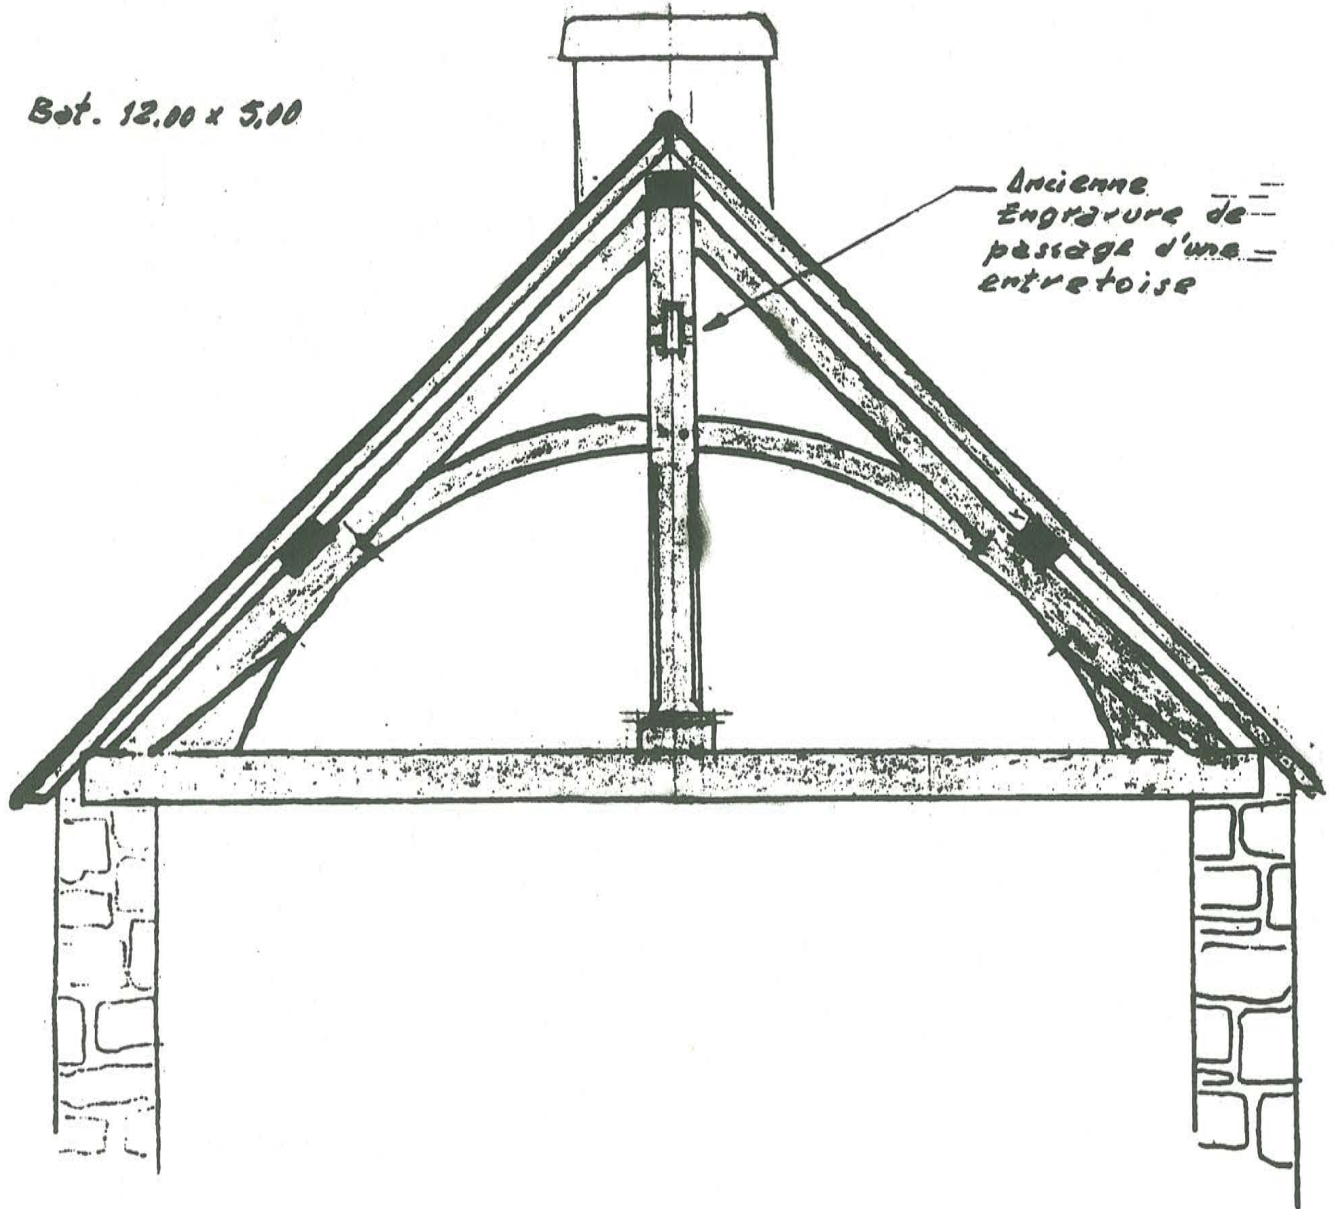 Bat. 12.00 x 5,00
Ancienne
Engravure de
passage d'une
entretoise